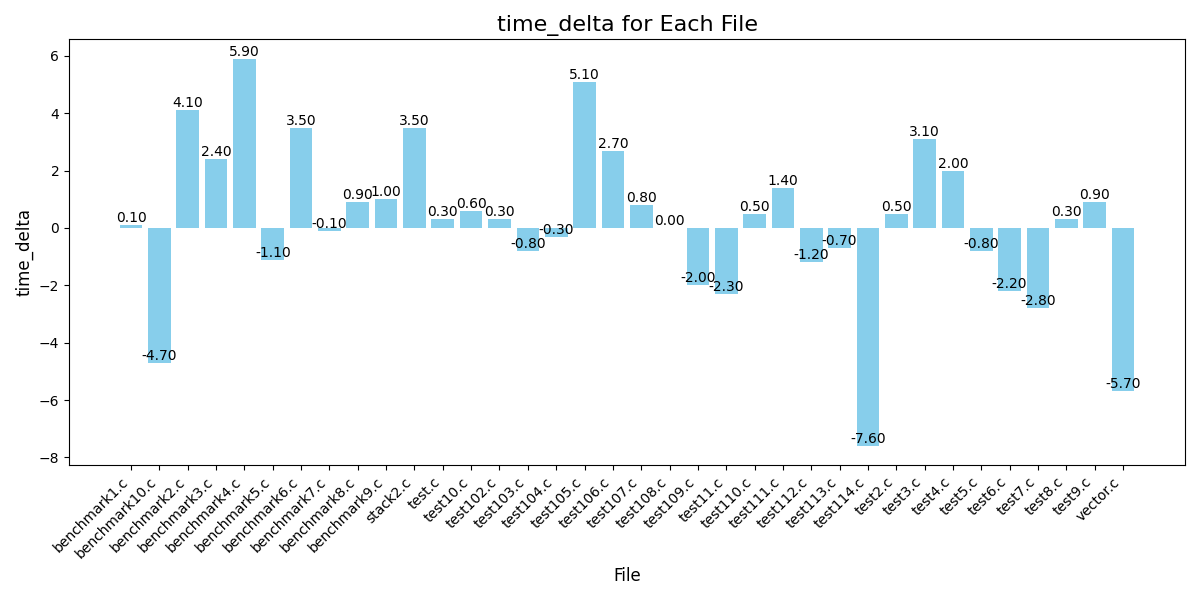 time_delta for Each File
time_delta
6
4
2
0
−2
−4
−6
−8
0.10
-4.70
4.10
2.40
5.90
-1.10
3.50
-0.10
0.90
1.00
3.50
0.30
0.60
0.30
-0.80
-0.30
5.10
2.70
0.80
0.00
-2.00
-2.30
0.50
1.40
-1.20
-0.70
-7.60
0.50
3.10
2.00
-0.80
-2.20
-2.80
0.30
0.90
-5.70
benchmark1.c
benchmark10.c
benchmark2.c
benchmark3.c
benchmark4.c
benchmark5.c
benchmark6.c
benchmark7.c
benchmark8.c
benchmark9.c
stack2.c
test.c
test10.c
test102.c
test103.c
test104.c
test105.c
test106.c
test107.c
test108.c
test109.c
test11.c
test110.c
test111.c
test112.c
test113.c
test114.c
test2.c
test3.c
test4.c
test5.c
test6.c
test7.c
test8.c
test9.c
vector.c
File